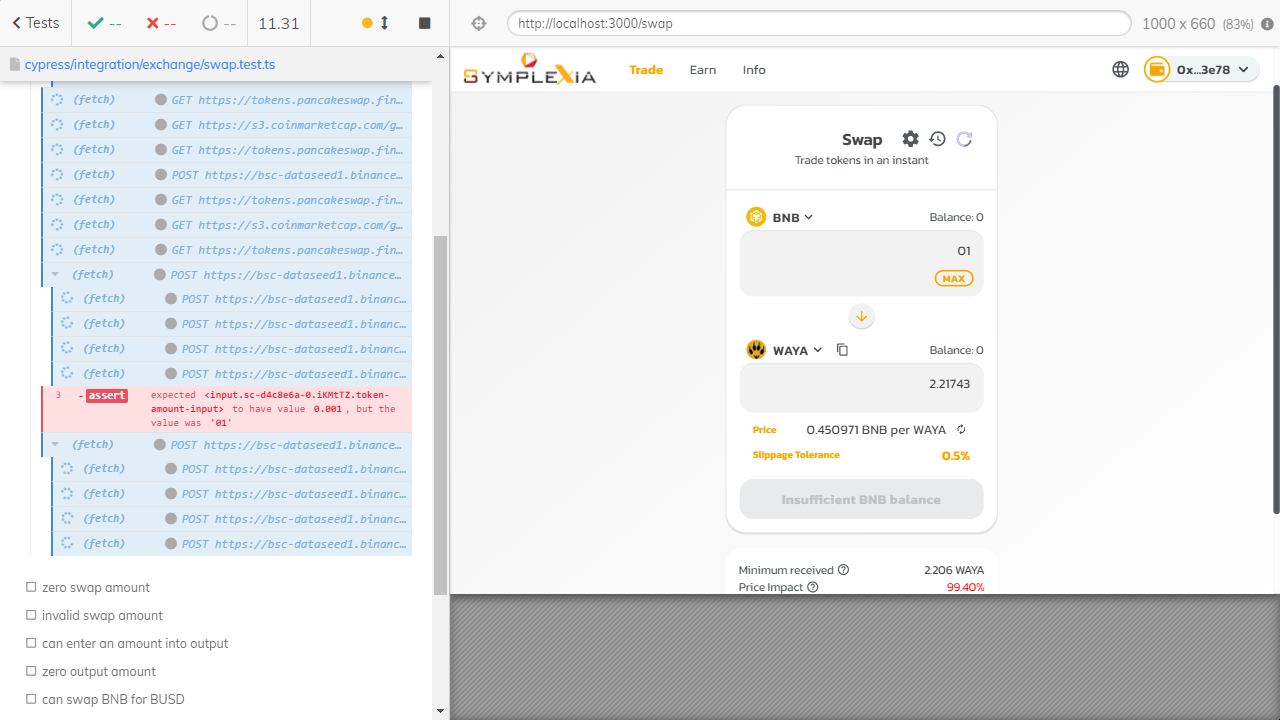 Tests
--
--
--
11.31
http://localhost:3000/swap
1000 x 660 (83%)
cypress/integration/exchange/swap.test.ts
(fetch) GET https://tokens.pancakeswap.fin…
(fetch) GET https://s3.coinmarketcap.com/g…
(fetch) GET https://tokens.pancakeswap.fin…
(fetch) POST https://bsc-dataseed1.binance…
(fetch) GET https://tokens.pancakeswap.fin…
(fetch) GET https://s3.coinmarketcap.com/g…
(fetch) GET https://tokens.pancakeswap.fin…
(fetch) POST https://bsc-dataseed1.binance…
(fetch) POST https://bsc-dataseed1.binanc…
(fetch) POST https://bsc-dataseed1.binanc…
(fetch) POST https://bsc-dataseed1.binanc…
(fetch) POST https://bsc-dataseed1.binanc…
3 -assert expected <input.sc-d4c8e6a-0.iKMtTZ.token-
amount-input> to have value 0.001, but the
value was '01'
(fetch) POST https://bsc-dataseed1.binance…
(fetch) POST https://bsc-dataseed1.binanc…
(fetch) POST https://bsc-dataseed1.binanc…
(fetch) POST https://bsc-dataseed1.binanc…
(fetch) POST https://bsc-dataseed1.binanc…
zero swap amount
invalid swap amount
can enter an amount into output
zero output amount
can swap BNB for BUSD
SYMPLEXIA
Trade
Earn
Info
0x...3e78
Swap
Trade tokens in an instant
BNB
Balance: 0
01
MAX
WAYA
Balance: 0
2.21743
Price 0.450971 BNB per WAYA
Slippage Tolerance 0.5%
Insufficient BNB balance
Minimum received 2.206 WAYA
Price Impact 99.40%